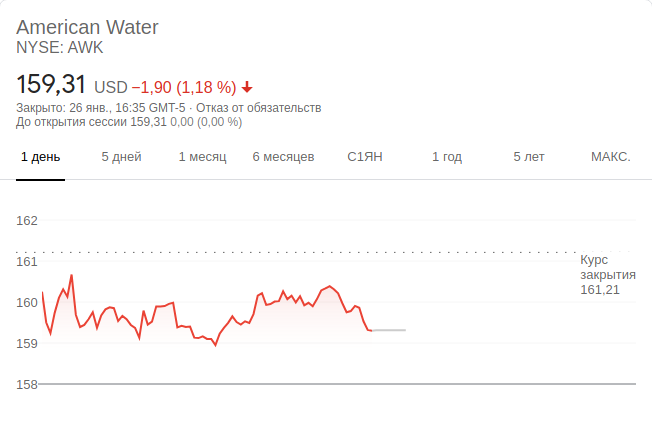 American Water
NYSE: AWK
159,31 USD −1,90 (1,18 %)
Закрыто: 26 янв., 16:35 GMT-5 · Отказ от обязательств
До открытия сессии 159,31 0,00 (0,00 %)
1 день 5 дней 1 месяц 6 месяцев С1ЯН 1 год 5 лет МАКС.
162
161
160
159
158
Курс
закрытия
161,21